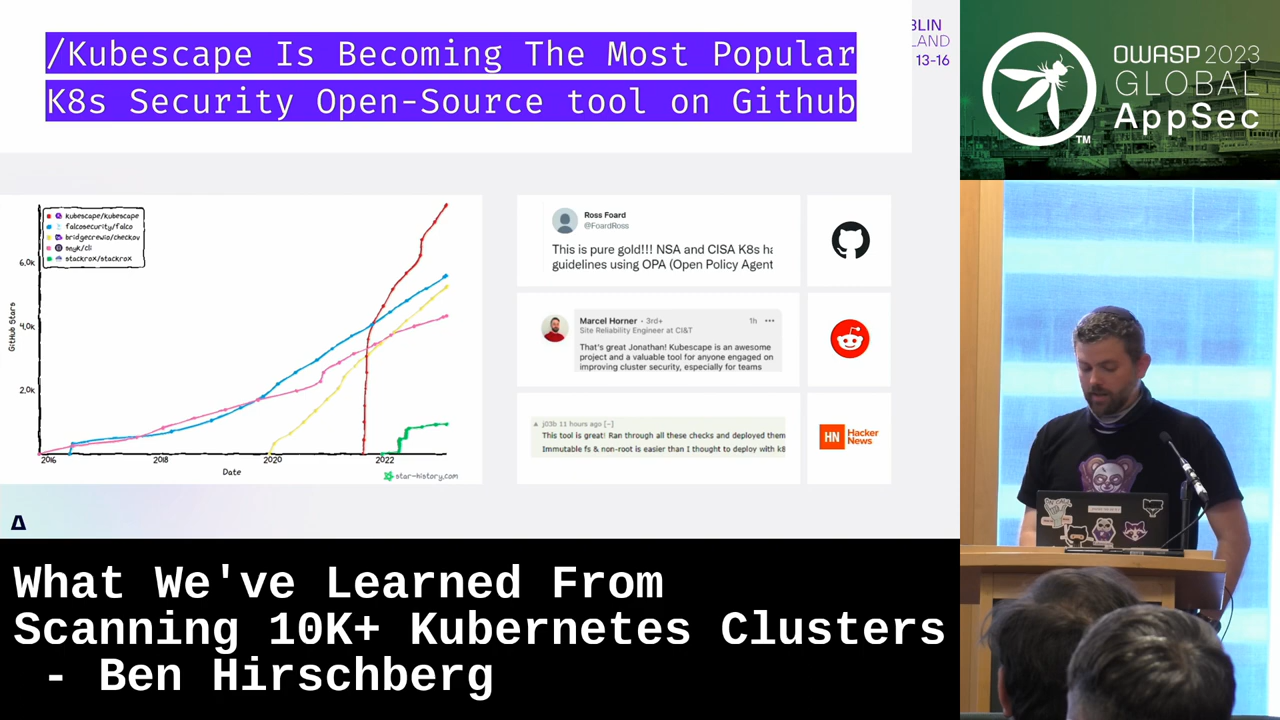 /Kubescape Is Becoming The Most Popular
K8s Security Open-Source tool on Github
BLIN
LAND
13-16
kubescape/kubescape
falcosecurity/falco
bridgecrewio/checkov
snyk/cli
stackrox/stackrox
GitHub Stars
6.0k
4.0k
2.0k
2016
2018
2020
2022
Date
star-history.com
Ross Foard
@FoardRoss
This is pure gold!!! NSA and CISA K8s ha
guidelines using OPA (Open Policy Agent
Marcel Horner · 3rd+
1h ···
Site Reliability Engineer at CI&T
That's great Jonathan! Kubescape is an awesome
project and a valuable tool for anyone engaged on
improving cluster security, especially for teams
j03b 11 hours ago [–]
This tool is great! Ran through all these checks and deployed them
Immutable fs & non-root is easier than I thought to deploy with k8
HN Hacker
News
What We've Learned From
Scanning 10K+ Kubernetes Clusters
- Ben Hirschberg
OWASP 2023
GLOBAL
AppSec
TM